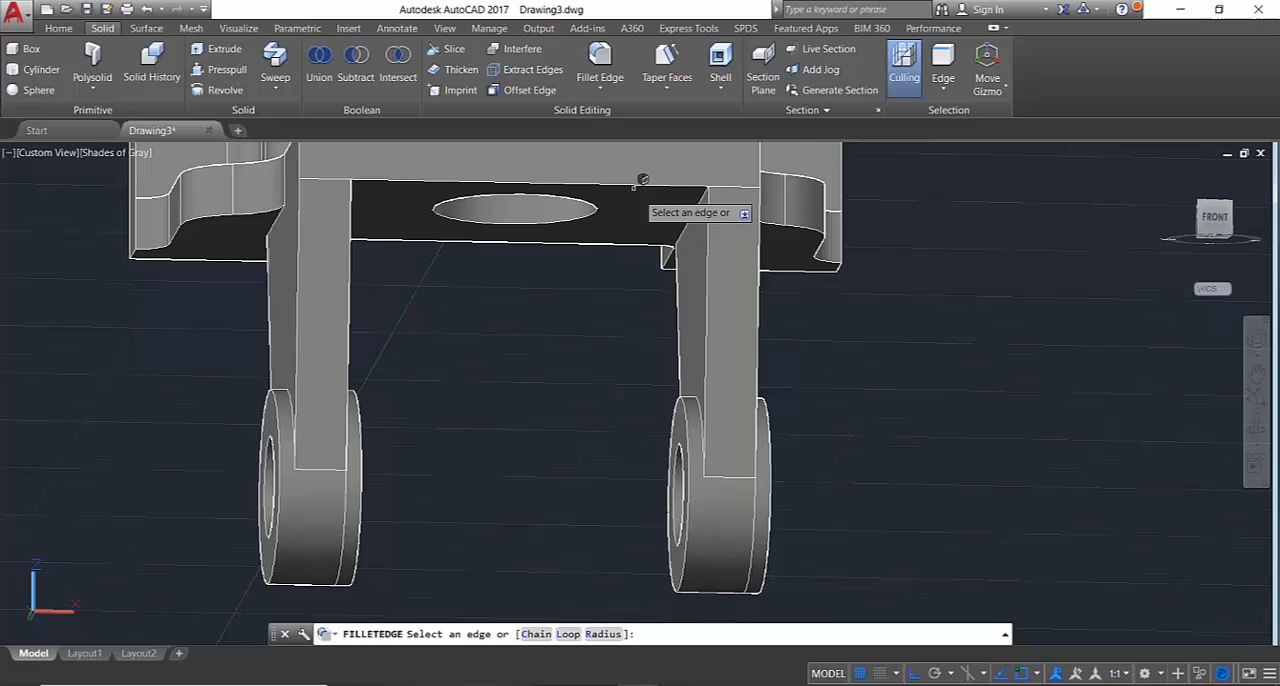 Autodesk AutoCAD 2017 Drawing3.dwg
Type a keyword or phrase
Sign In
Home Solid Surface Mesh Visualize Parametric Insert Annotate View Manage Output Add-ins A360 Express Tools SPDS Featured Apps BIM 360 Performance
Box
Cylinder
Sphere
Polysolid
Solid History
Primitive
Extrude
Presspull
Revolve
Sweep
Solid
Union Subtract Intersect
Boolean
Slice
Thicken
Imprint
Interfere
Extract Edges
Offset Edge
Fillet Edge
Taper Faces
Shell
Solid Editing
Section
Plane
Live Section
Add Jog
Generate Section
Section
Culling
Edge
Move
Gizmo
Selection
Start
Drawing3*
[−][Custom View][Shades of Gray]
Select an edge or
FRONT
WCS
Z
X
FILLETEDGE Select an edge or [Chain Loop Radius]:
Model Layout1 Layout2
MODEL
1:1